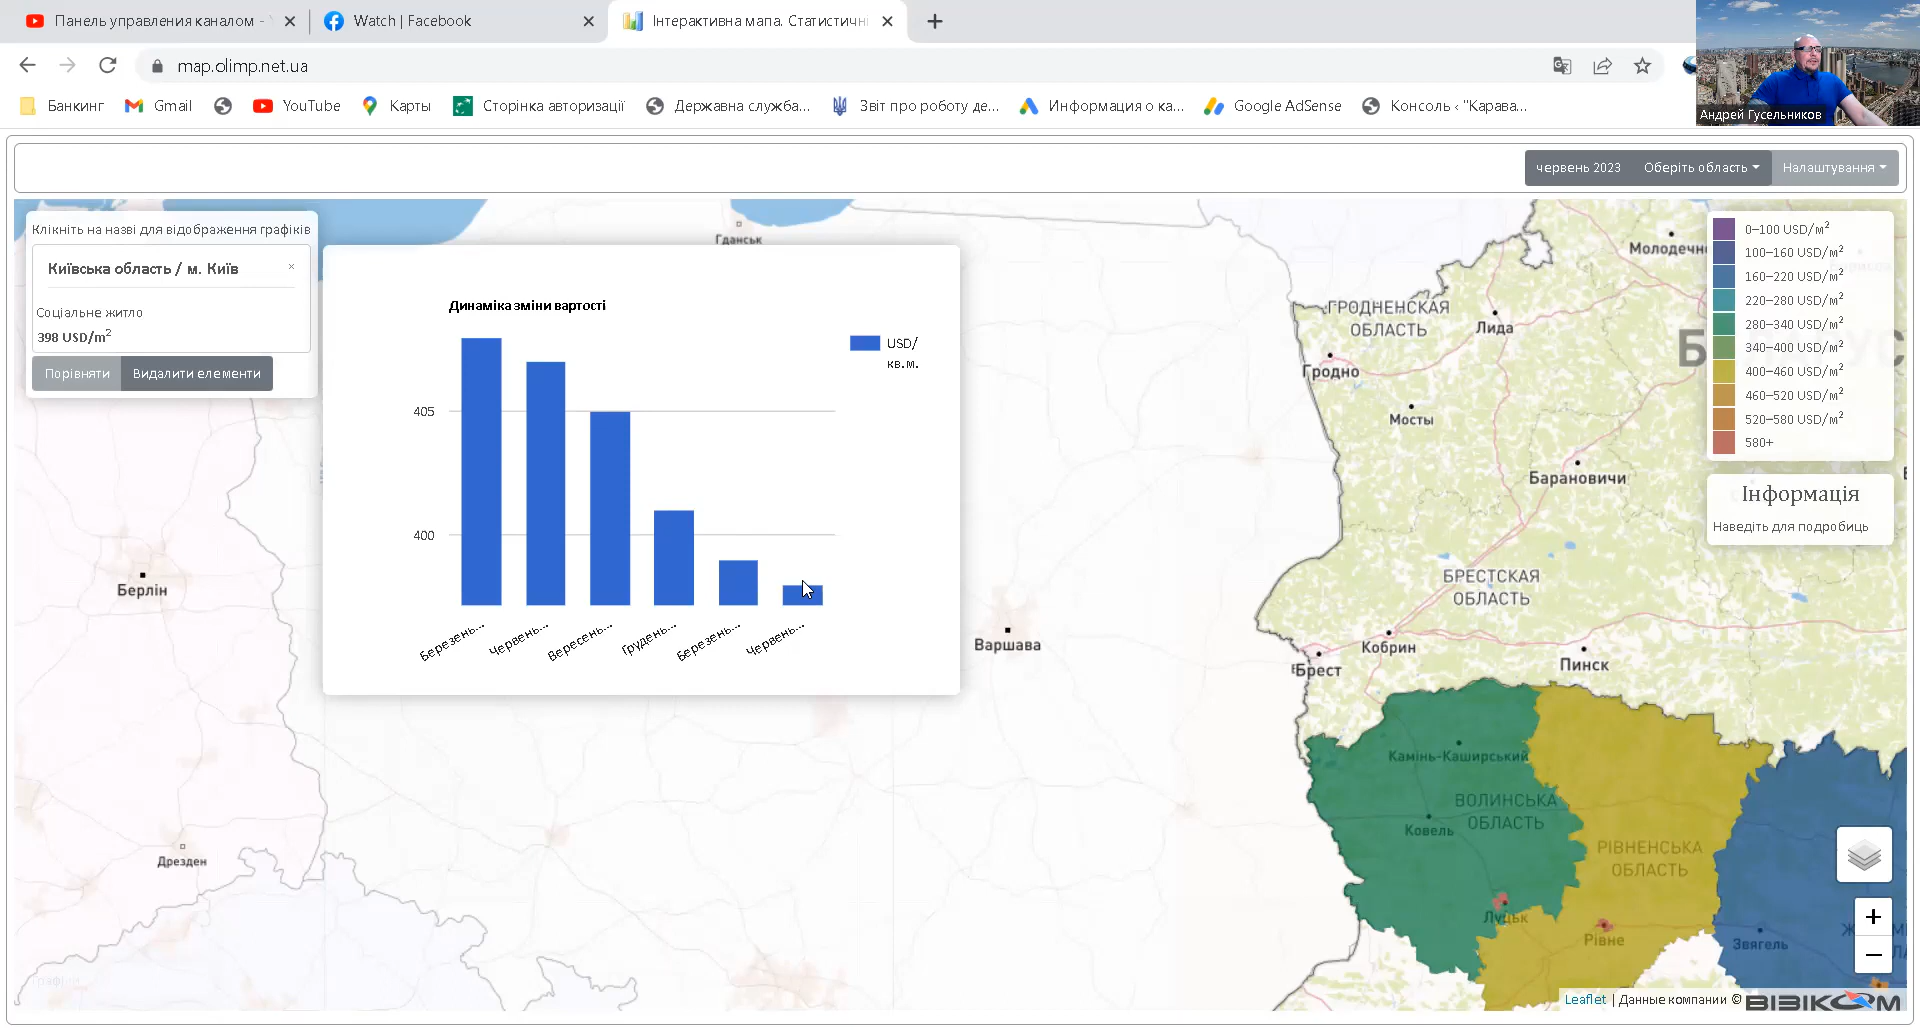 Панель управления каналом -
Watch | Facebook
Інтерактивна мапа. Статистичні
map.olimp.net.ua
Банкинг
Gmail
YouTube
Карты
Сторінка авторизації
Державна служба...
Звіт про роботу де...
Информация о ка...
Google AdSense
Консоль ‹ "Карава...
Андрей Гусельников
червень 2023
Оберіть область
Налаштування
Клікніть на назві для відображення графіків
Київська область / м. Київ
×
Соціальне житло
398 USD/m²
Порівняти
Видалити елементи
Динаміка зміни вартості
USD/
кв.м.
405
400
Березень...
Червень...
Вересень...
Грудень...
Березень...
Червень...
0–100 USD/м²
100–160 USD/м²
160–220 USD/м²
220–280 USD/м²
280–340 USD/м²
340–400 USD/м²
400–460 USD/м²
460–520 USD/м²
520–580 USD/м²
580+
Інформація
Наведіть для подробиць
Гданськ
Молодечн
ГРОДНЕНСКАЯ
ОБЛАСТЬ
Лида
Гродно
Мосты
Барановичи
Берлін
БРЕСТСКАЯ
ОБЛАСТЬ
Варшава
Кобрин
Брест
Пинск
Камінь-Каширський
ВОЛИНСЬКА
ОБЛАСТЬ
Ковель
РІВНЕНСЬКА
ОБЛАСТЬ
Дрезден
Луцьк
Рівне
Звягель
+
−
Графіки
Leaflet | Данные компании © ВІЗІКОМ